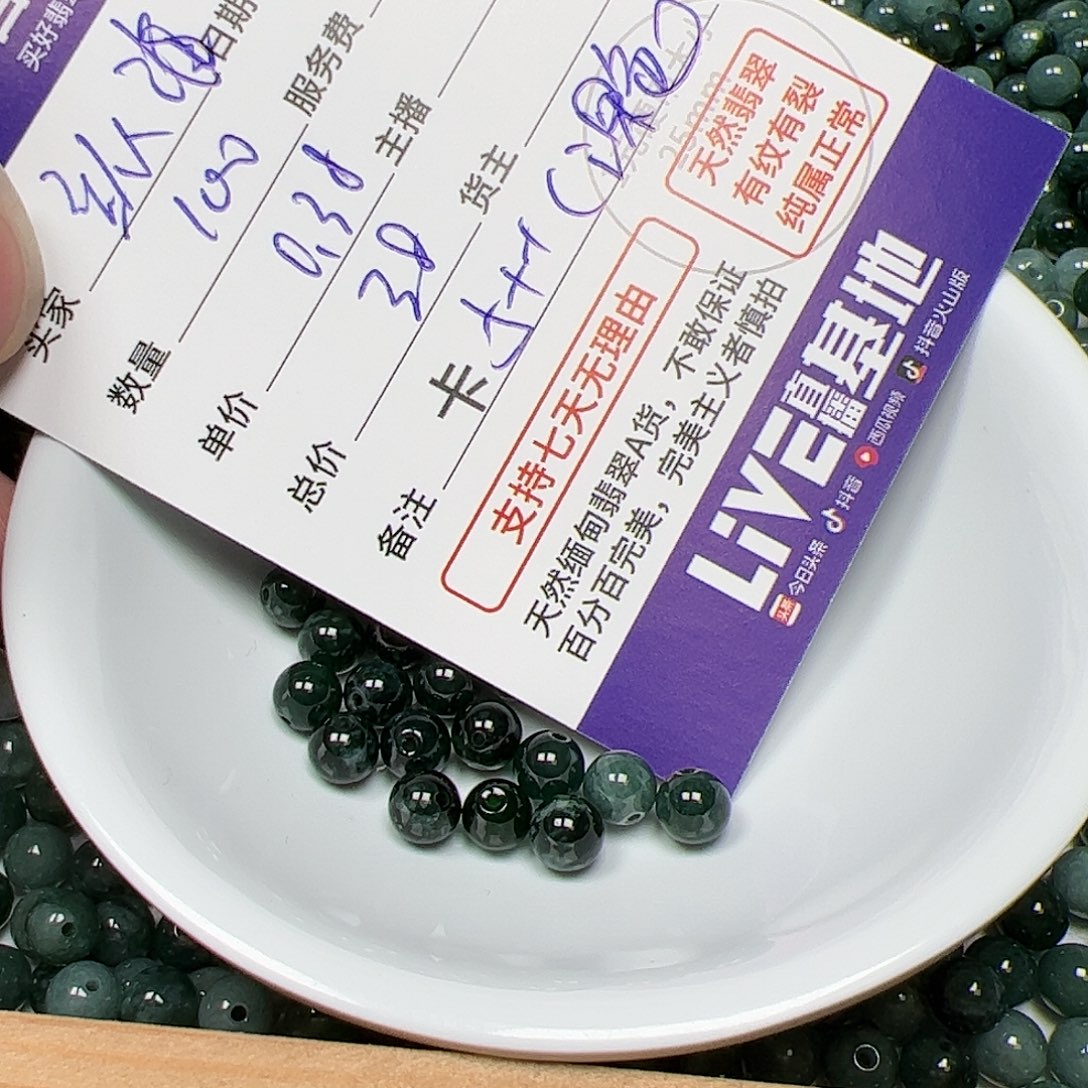 买好翡翠
日期
服务费
主播
货主
买家
数量 100
单价 0.38
总价 38
备注
卡
天然翡翠
有纹有裂
纯属正常
支持七天无理由
天然缅甸翡翠A货，不敢保证
百分百完美，完美主义者慎拍
LiVE直播基地
今日头条 抖音 西瓜视频 抖音火山版